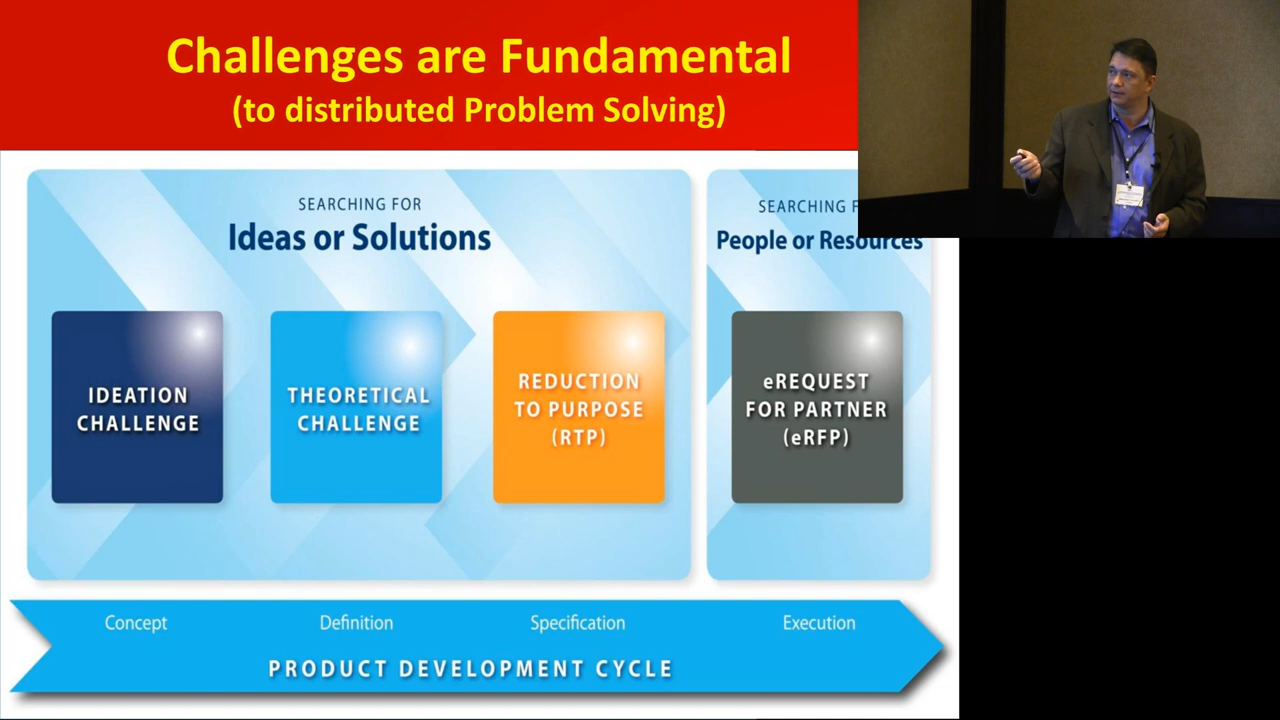 Challenges are Fundamental
(to distributed Problem Solving)
SEARCHING FOR
Ideas or Solutions
SEARCHING
People or Resources
IDEATION
CHALLENGE
THEORETICAL
CHALLENGE
REDUCTION
TO PURPOSE
(RTP)
eREQUEST
FOR PARTNER
(eRFP)
Concept
Definition
Specification
Execution
PRODUCT DEVELOPMENT CYCLE